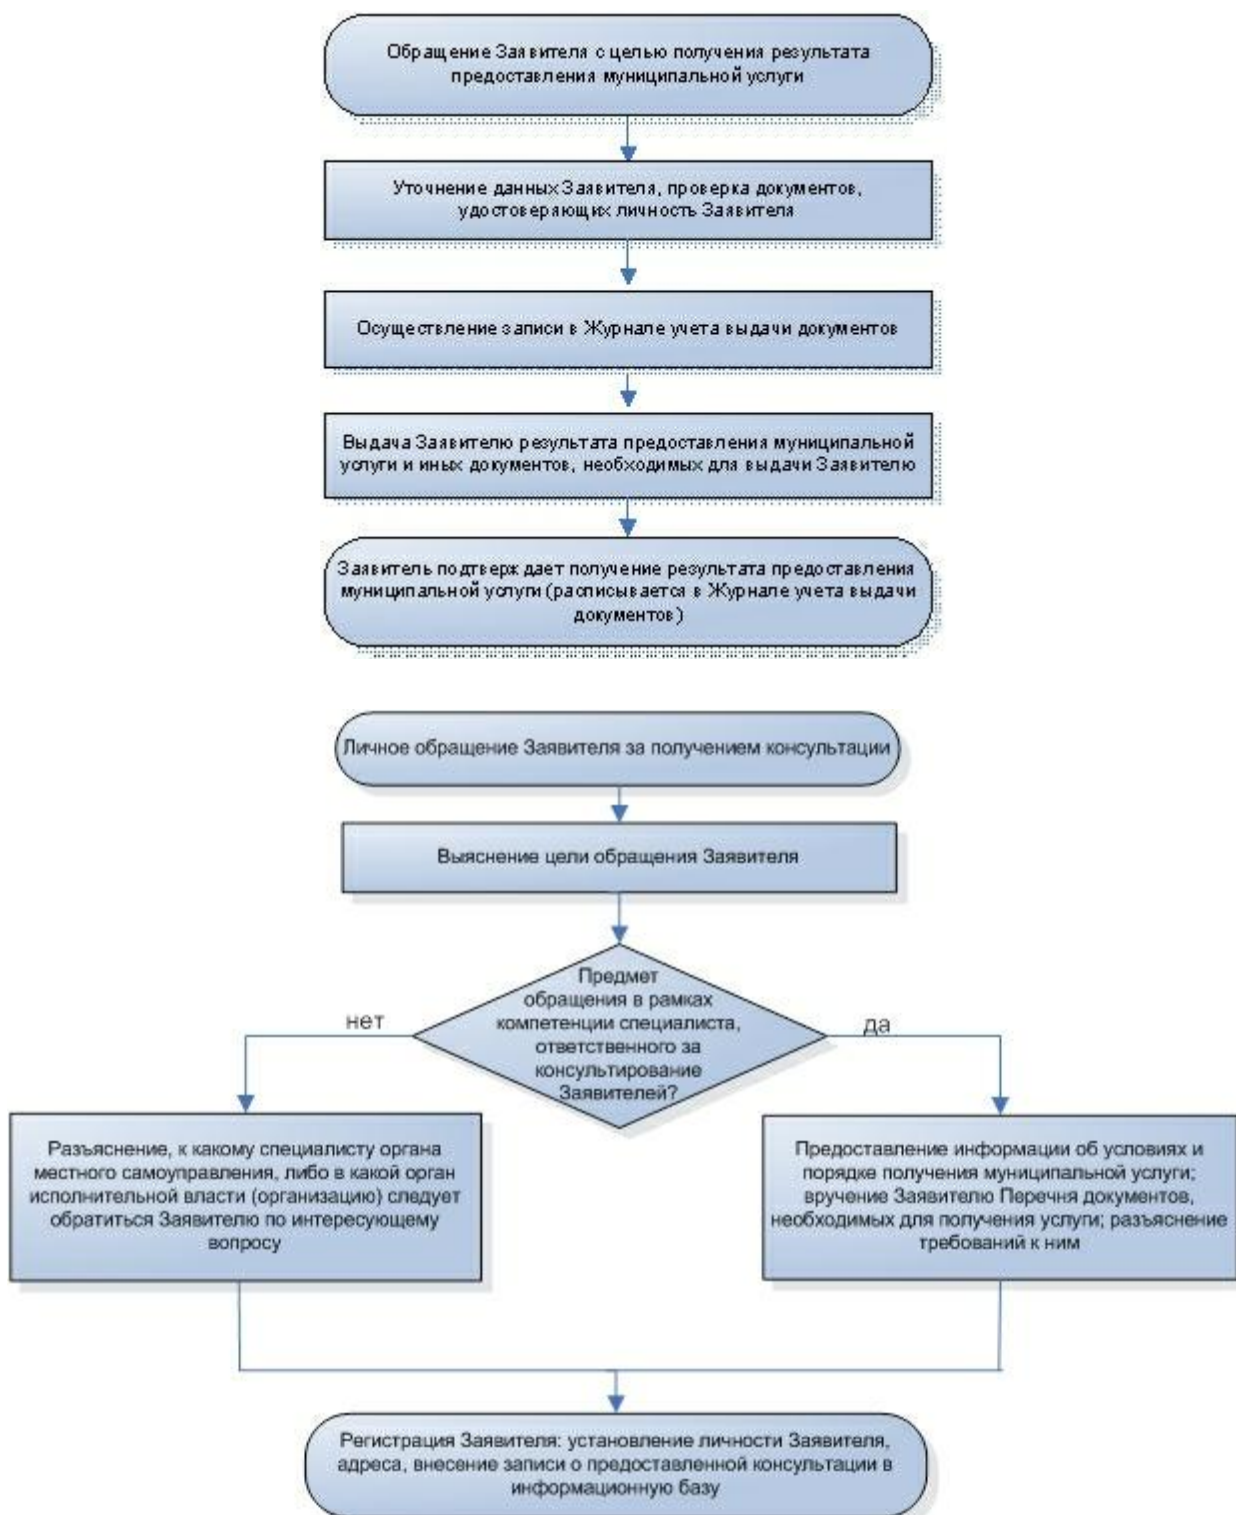 Обращение Заявителя с целью получения результата
предоставления муниципальной услуги
Уточнение данных Заявителя, проверка документов,
удостоверяющих личность Заявителя
Осуществление записи в Журнале учета выдачи документов
Выдача Заявителю результата предоставления муниципальной
услуги и иных документов, необходимых для выдачи Заявителю
Заявитель подтверждает получение результата предоставления
муниципальной услуги (расписывается в Журнале учета выдачи
документов)
Личное обращение Заявителя за получением консультации
Выяснение цели обращения Заявителя
Предмет
обращения в рамках
компетенции специалиста,
ответственного за
консультирование
Заявителей?
нет
да
Разъяснение, к какому специалисту органа
местного самоуправления, либо в какой орган
исполнительной власти (организацию) следует
обратиться Заявителю по интересующему
вопросу
Предоставление информации об условиях и
порядке получения муниципальной услуги;
вручение Заявителю Перечня документов,
необходимых для получения услуги; разъяснение
требований к ним
Регистрация Заявителя: установление личности Заявителя,
адреса, внесение записи о предоставленной консультации в
информационную базу